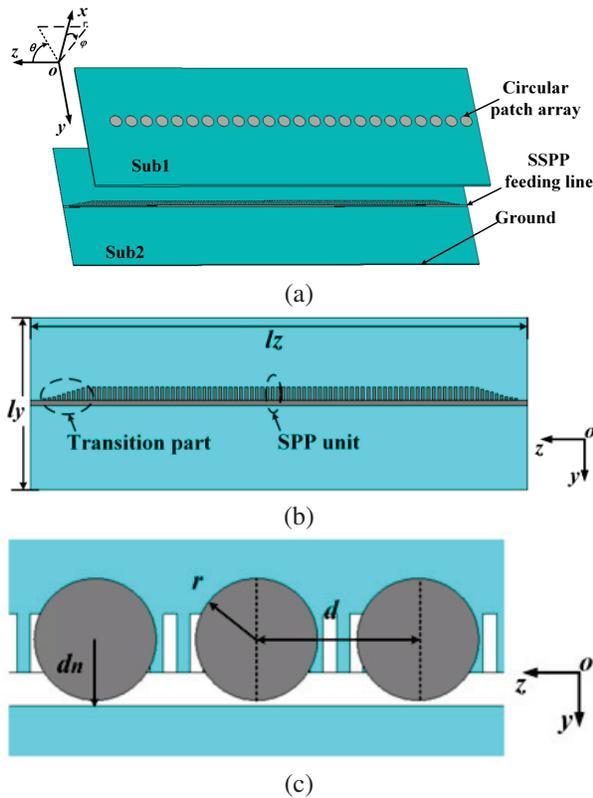 x
r
φ
θ
z
o
y
Circular
patch array
Sub1
SSPP
feeding line
Ground
Sub2
(a)
lz
ly
Transition part
SPP unit
o
z
y
(b)
r
d
dn
o
z
y
(c)